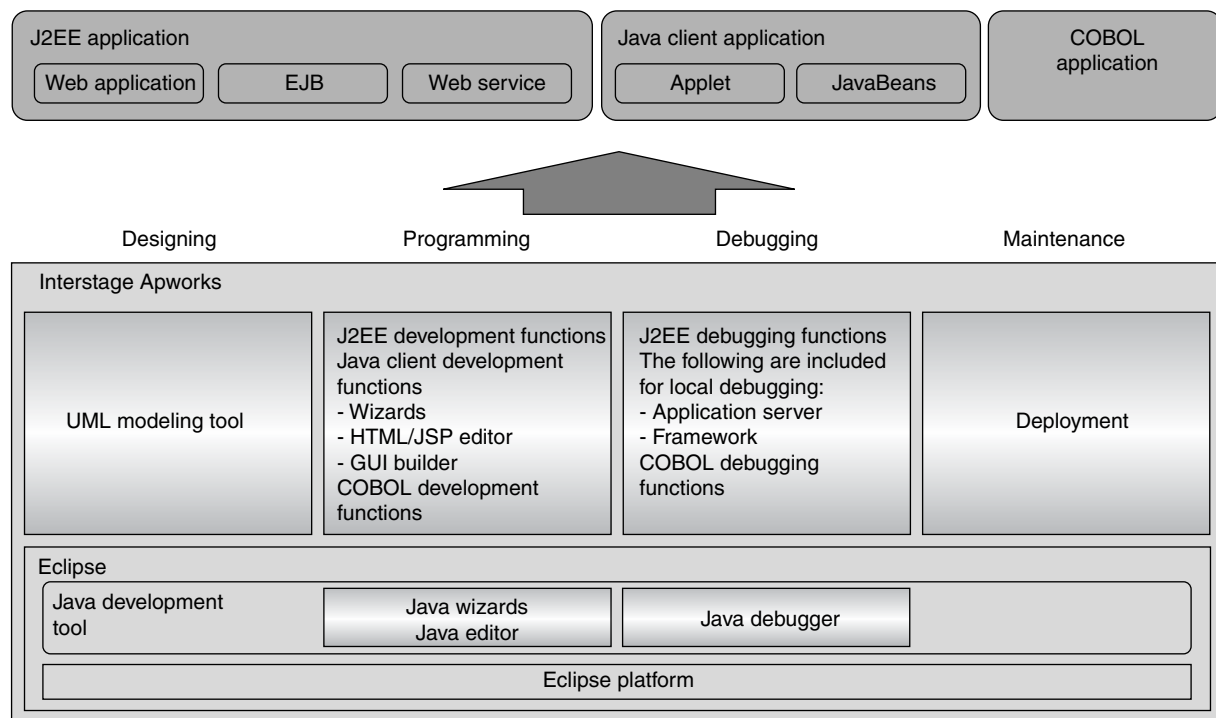 J2EE application
Web application
EJB
Web service
Java client application
Applet
JavaBeans
COBOL
application
Designing
Programming
Debugging
Maintenance
Interstage Apworks
UML modeling tool
J2EE development functions
Java client development
functions
- Wizards
- HTML/JSP editor
- GUI builder
COBOL development
functions
J2EE debugging functions
The following are included
for local debugging:
- Application server
- Framework
COBOL debugging
functions
Deployment
Eclipse
Java development
tool
Java wizards
Java editor
Java debugger
Eclipse platform